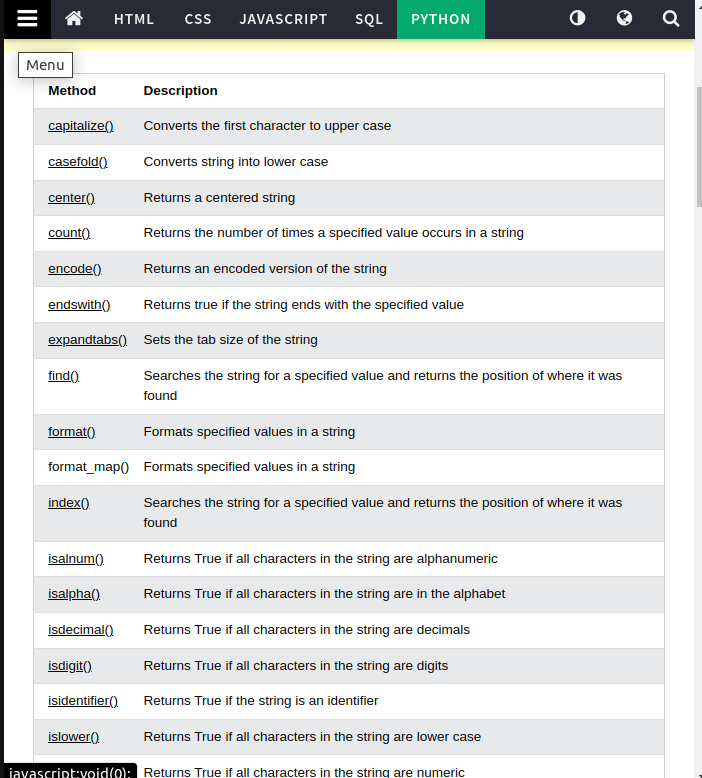 HTML CSS JAVASCRIPT SQL PYTHON
Menu
Method Description
capitalize() Converts the first character to upper case
casefold() Converts string into lower case
center() Returns a centered string
count() Returns the number of times a specified value occurs in a string
encode() Returns an encoded version of the string
endswith() Returns true if the string ends with the specified value
expandtabs() Sets the tab size of the string
find() Searches the string for a specified value and returns the position of where it was
found
format() Formats specified values in a string
format_map() Formats specified values in a string
index() Searches the string for a specified value and returns the position of where it was
found
isalnum() Returns True if all characters in the string are alphanumeric
isalpha() Returns True if all characters in the string are in the alphabet
isdecimal() Returns True if all characters in the string are decimals
isdigit() Returns True if all characters in the string are digits
isidentifier() Returns True if the string is an identifier
islower() Returns True if all characters in the string are lower case
Returns True if all characters in the string are numeric
javascript:void(0);